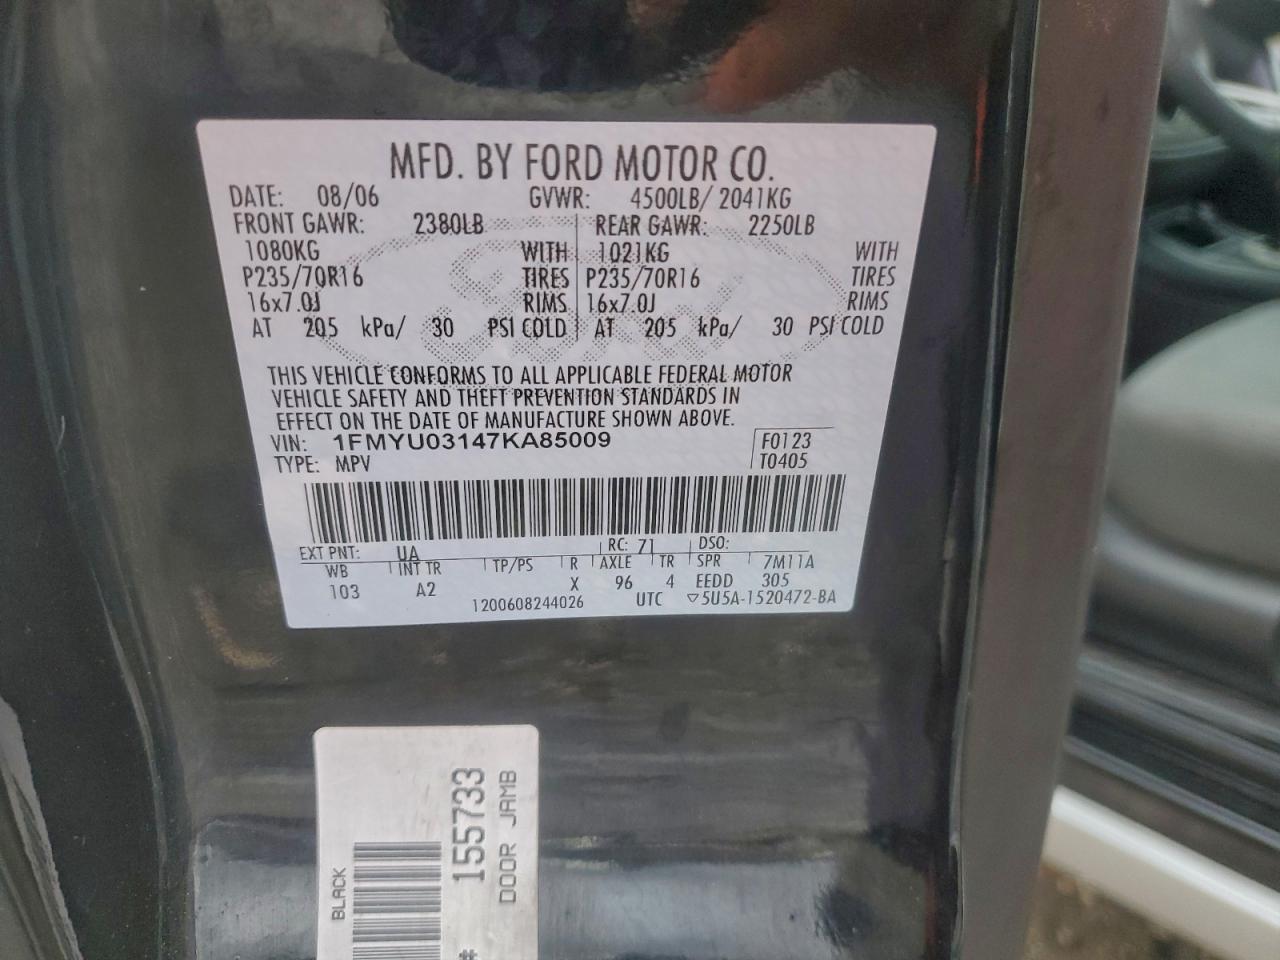 MFD. BY FORD MOTOR CO.
DATE: 08/06 GVWR: 4500LB/ 2041KG
FRONT GAWR: 2380LB REAR GAWR: 2250LB
1080KG WITH 1021KG WITH
P235/70R16 TIRES P235/70R16 TIRES
16x7.0J RIMS 16x7.0J RIMS
AT 205 kPa/ 30 PSI COLD AT 205 kPa/ 30 PSI COLD
THIS VEHICLE CONFORMS TO ALL APPLICABLE FEDERAL MOTOR
VEHICLE SAFETY AND THEFT PREVENTION STANDARDS IN
EFFECT ON THE DATE OF MANUFACTURE SHOWN ABOVE.
VIN: 1FMYU03147KA85009 F0123
TYPE: MPV T0405
EXT PNT: UA RC: 71 DSO:
WB INT TR TP/PS R AXLE TR SPR 7M11A
103 A2 X 96 4 EEDD 305
1200608244026 UTC ▽5U5A-1520472-BA
BLACK
# 155733
DOOR JAMB